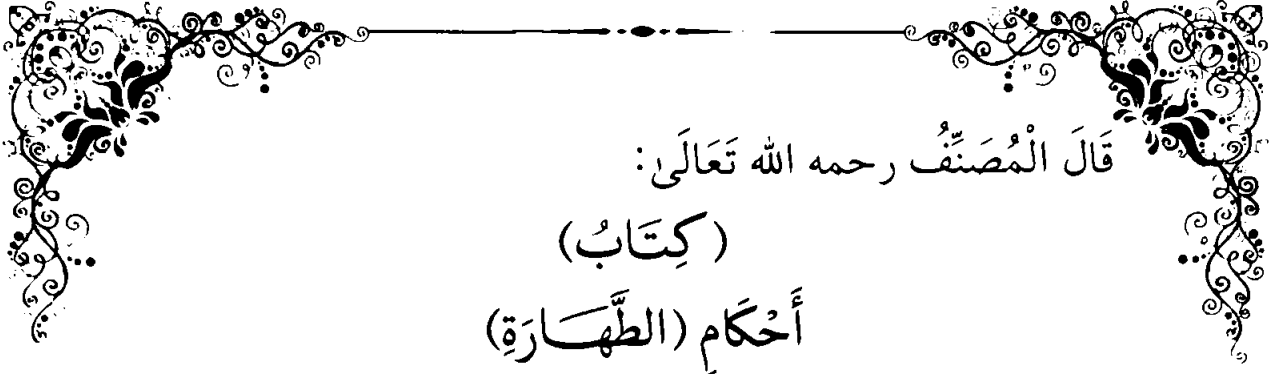 قَالَ الْمُصَنِّفُ رحمه الله تَعَالَىٰ:
(كِتَابُ)
أَحْكَامِ (الطَّهَارَةِ)